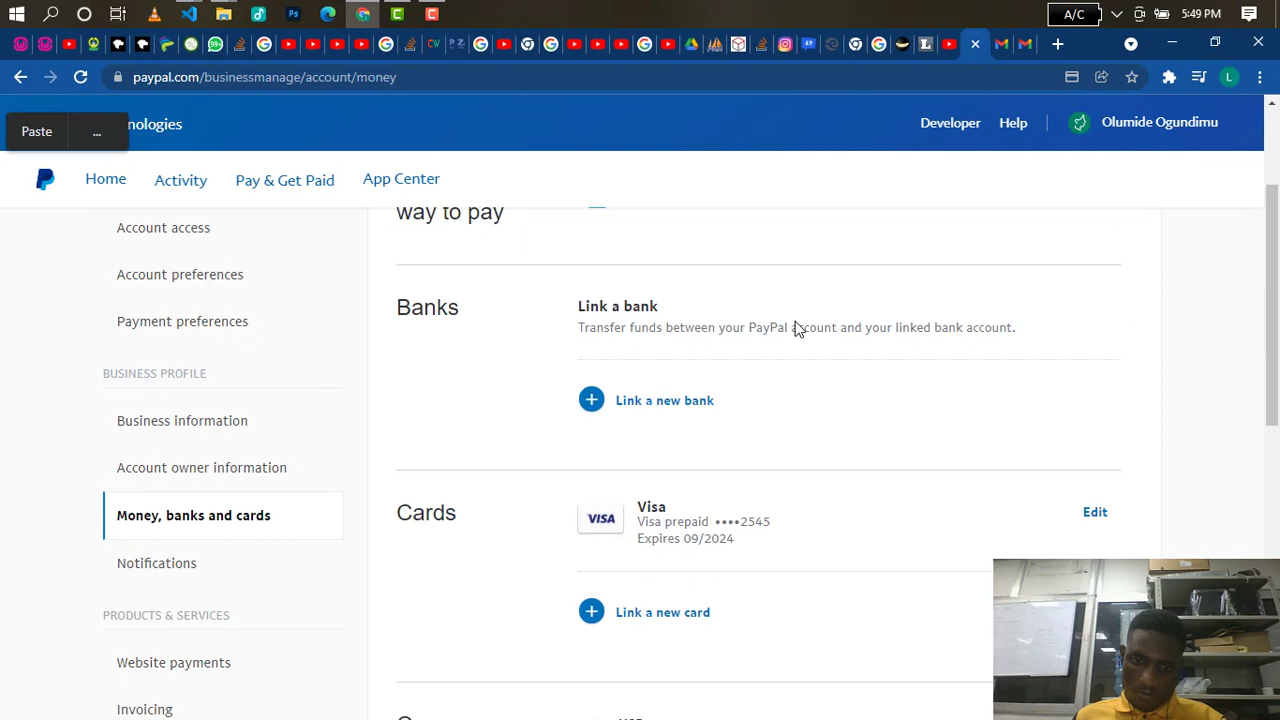 A/C
5:49 PM
paypal.com/businessmanage/account/money
Paste
...
nologies
Developer
Help
Olumide Ogundimu
Home
Activity
Pay & Get Paid
App Center
way to pay
Account access
Account preferences
Payment preferences
BUSINESS PROFILE
Business information
Account owner information
Money, banks and cards
Notifications
PRODUCTS & SERVICES
Website payments
Invoicing
Banks
Link a bank
Transfer funds between your PayPal account and your linked bank account.
Link a new bank
Cards
VISA
Visa
Visa prepaid ••••2545
Expires 09/2024
Edit
Link a new card